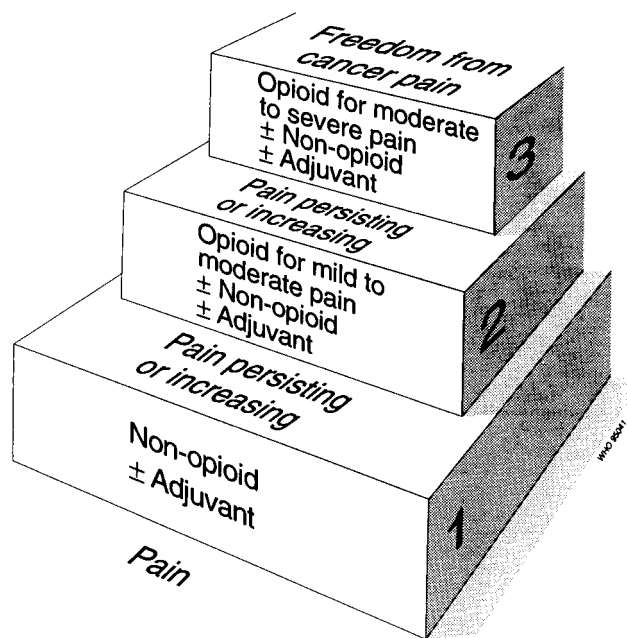 Freedom from
cancer pain
Opioid for moderate
to severe pain
± Non-opioid
± Adjuvant
3
Pain persisting
or increasing
Opioid for mild to
moderate pain
± Non-opioid
± Adjuvant
2
Pain persisting
or increasing
Non-opioid
± Adjuvant
1
Pain
WHO 95041